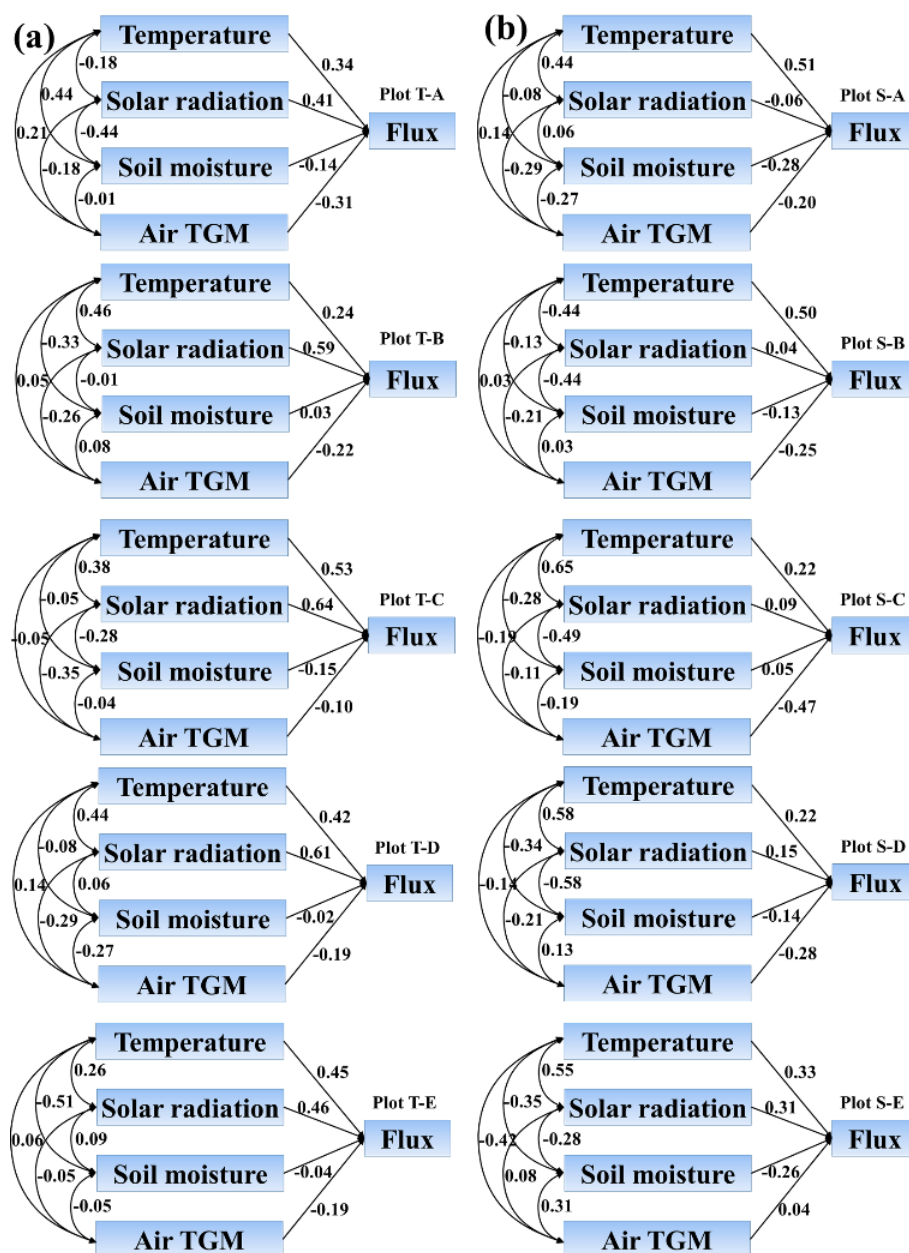 (a)
Temperature
-0.18
0.34
0.44
Solar radiation
0.41
Plot T-A
0.21
-0.44
Flux
-0.18
Soil moisture
-0.14
-0.01
-0.31
Air TGM
Temperature
0.46
0.24
-0.33
Solar radiation
0.59
Plot T-B
0.05
-0.01
Flux
-0.26
Soil moisture
0.03
0.08
-0.22
Air TGM
Temperature
0.38
0.53
-0.05
Solar radiation
0.64
Plot T-C
-0.05
-0.28
Flux
-0.35
Soil moisture
-0.15
-0.04
-0.10
Air TGM
Temperature
0.44
0.42
-0.08
Solar radiation
0.61
Plot T-D
0.14
0.06
Flux
-0.29
Soil moisture
-0.02
-0.27
-0.19
Air TGM
Temperature
0.26
0.45
-0.51
Solar radiation
0.46
Plot T-E
0.06
0.09
Flux
-0.05
Soil moisture
-0.04
-0.05
-0.19
Air TGM
(b)
Temperature
0.44
0.51
-0.08
Solar radiation
-0.06
Plot S-A
0.14
0.06
Flux
-0.29
Soil moisture
-0.28
-0.27
-0.20
Air TGM
Temperature
-0.44
0.50
-0.13
Solar radiation
0.04
Plot S-B
0.03
-0.44
Flux
-0.21
Soil moisture
-0.13
0.03
-0.25
Air TGM
Temperature
0.65
0.22
-0.28
Solar radiation
0.09
Plot S-C
-0.19
-0.49
Flux
-0.11
Soil moisture
0.05
-0.19
-0.47
Air TGM
Temperature
0.58
0.22
-0.34
Solar radiation
0.15
Plot S-D
-0.14
-0.58
Flux
-0.21
Soil moisture
-0.14
0.13
-0.28
Air TGM
Temperature
0.55
0.33
-0.35
Solar radiation
0.31
Plot S-E
-0.42
-0.28
Flux
0.08
Soil moisture
-0.26
0.31
0.04
Air TGM